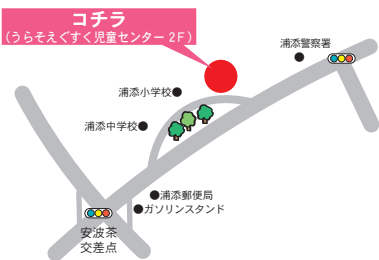 コチラ
(うらそえぐすく児童センター 2F)
浦添警察署
浦添小学校
浦添中学校
浦添郵便局
ガソリンスタンド
安波茶
交差点